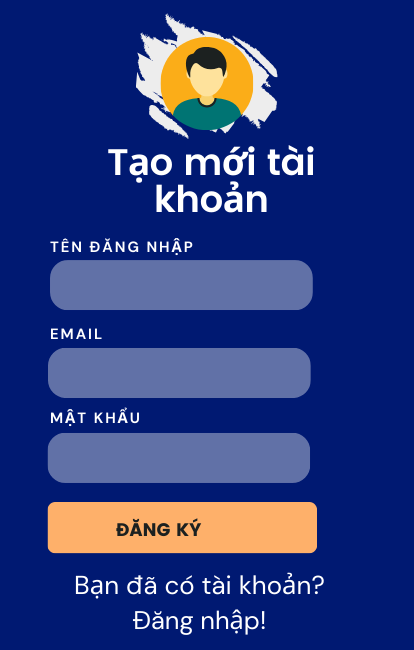 Tạo mới tài
khoản
TÊN ĐĂNG NHẬP
EMAIL
MẬT KHẨU
ĐĂNG KÝ
Bạn đã có tài khoản?
Đăng nhập!